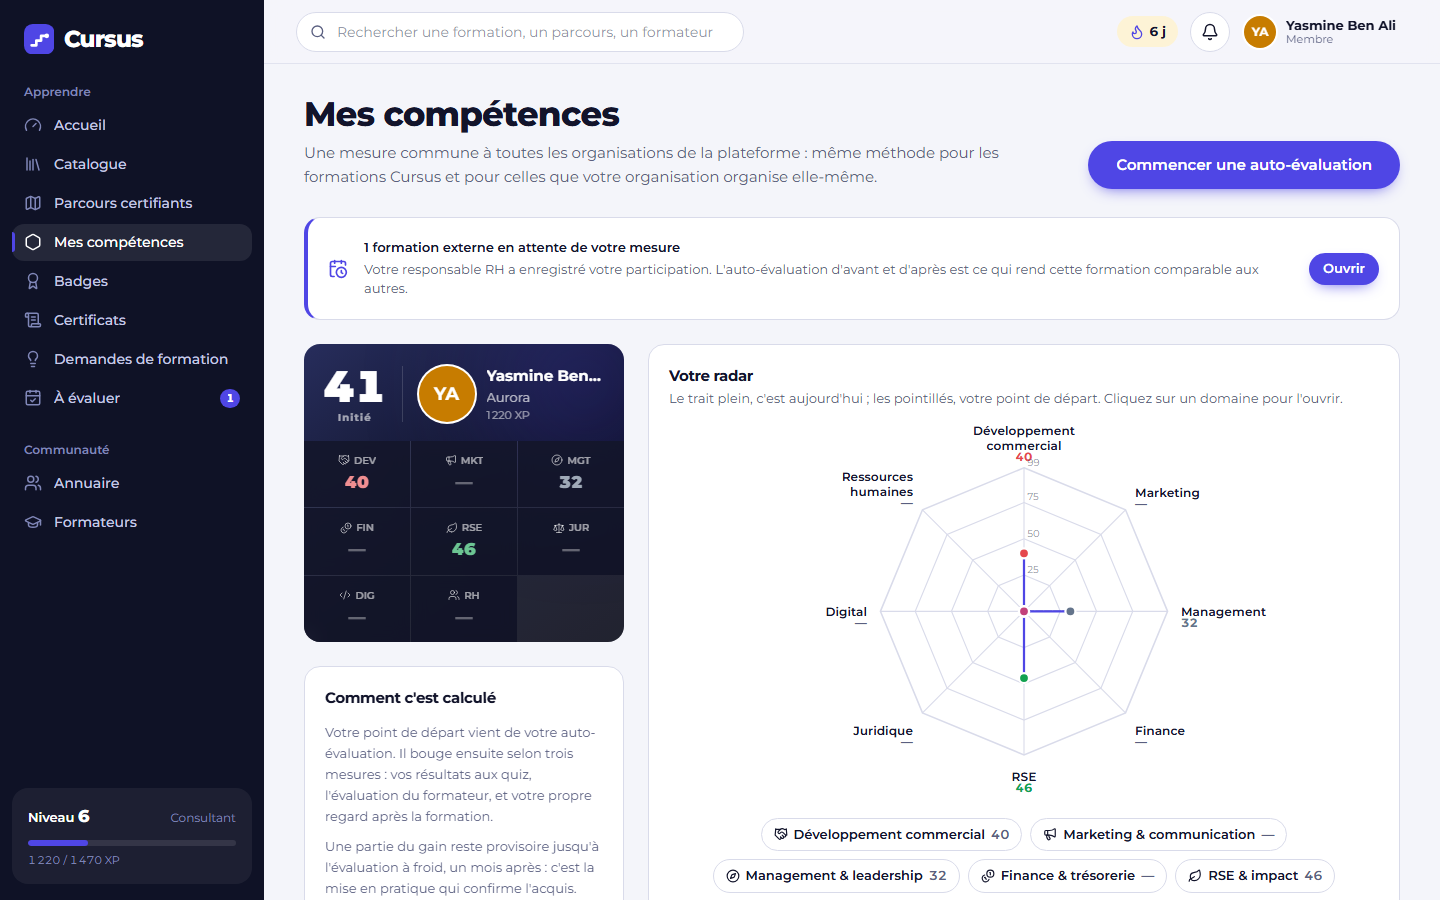 Cursus
Rechercher une formation, un parcours, un formateur
6 j
YA
Yasmine Ben Ali
Membre
Apprendre
Accueil
Catalogue
Parcours certifiants
Mes compétences
Badges
Certificats
Demandes de formation
À évaluer
1
Communauté
Annuaire
Formateurs
Niveau 6
Consultant
1 220 / 1 470 XP
Mes compétences
Une mesure commune à toutes les organisations de la plateforme : même méthode pour les
formations Cursus et pour celles que votre organisation organise elle-même.
Commencer une auto-évaluation
1 formation externe en attente de votre mesure
Votre responsable RH a enregistré votre participation. L'auto-évaluation d'avant et d'après est ce qui rend cette formation comparable aux
autres.
Ouvrir
41
Initié
YA
Yasmine Ben...
Aurora
1 220 XP
DEV
40
MKT
—
MGT
32
FIN
—
RSE
46
JUR
—
DIG
—
RH
—
Comment c'est calculé
Votre point de départ vient de votre auto-
évaluation. Il bouge ensuite selon trois
mesures : vos résultats aux quiz,
l'évaluation du formateur, et votre propre
regard après la formation.
Une partie du gain reste provisoire jusqu'à
l'évaluation à froid, un mois après : c'est la
mise en pratique qui confirme l'acquis.
Votre radar
Le trait plein, c'est aujourd'hui ; les pointillés, votre point de départ. Cliquez sur un domaine pour l'ouvrir.
Développement
commercial
40
99
75
50
25
Ressources
humaines
—
Marketing
—
Digital
—
Management
32
Juridique
—
Finance
—
RSE
46
Développement commercial 40
Marketing & communication —
Management & leadership 32
Finance & trésorerie —
RSE & impact 46